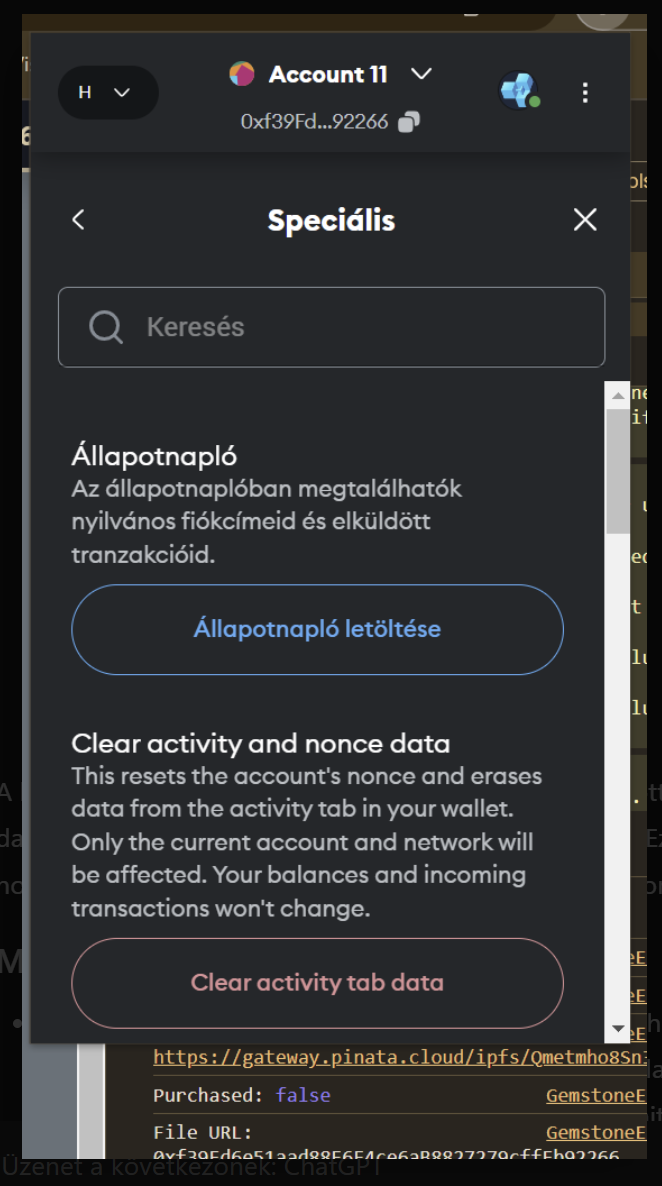 H
Account 11
0xf39Fd...92266
Speciális
Keresés
Állapotnapló
Az állapotnaplóban megtalálhatók
nyilvános fiókcímeid és elküldött
tranzakcióid.
Állapotnapló letöltése
Clear activity and nonce data
This resets the account's nonce and erases
data from the activity tab in your wallet.
Only the current account and network will
be affected. Your balances and incoming
transactions won't change.
Clear activity tab data
https://gateway.pinata.cloud/ipfs/Qmetmho8Sn
Purchased: false
GemstoneE
File URL:
GemstoneE
0xf39Fd6e51aad88F6F4ce6aB8827279cffFb92266
Üzenet a következőnek: ChatGPT